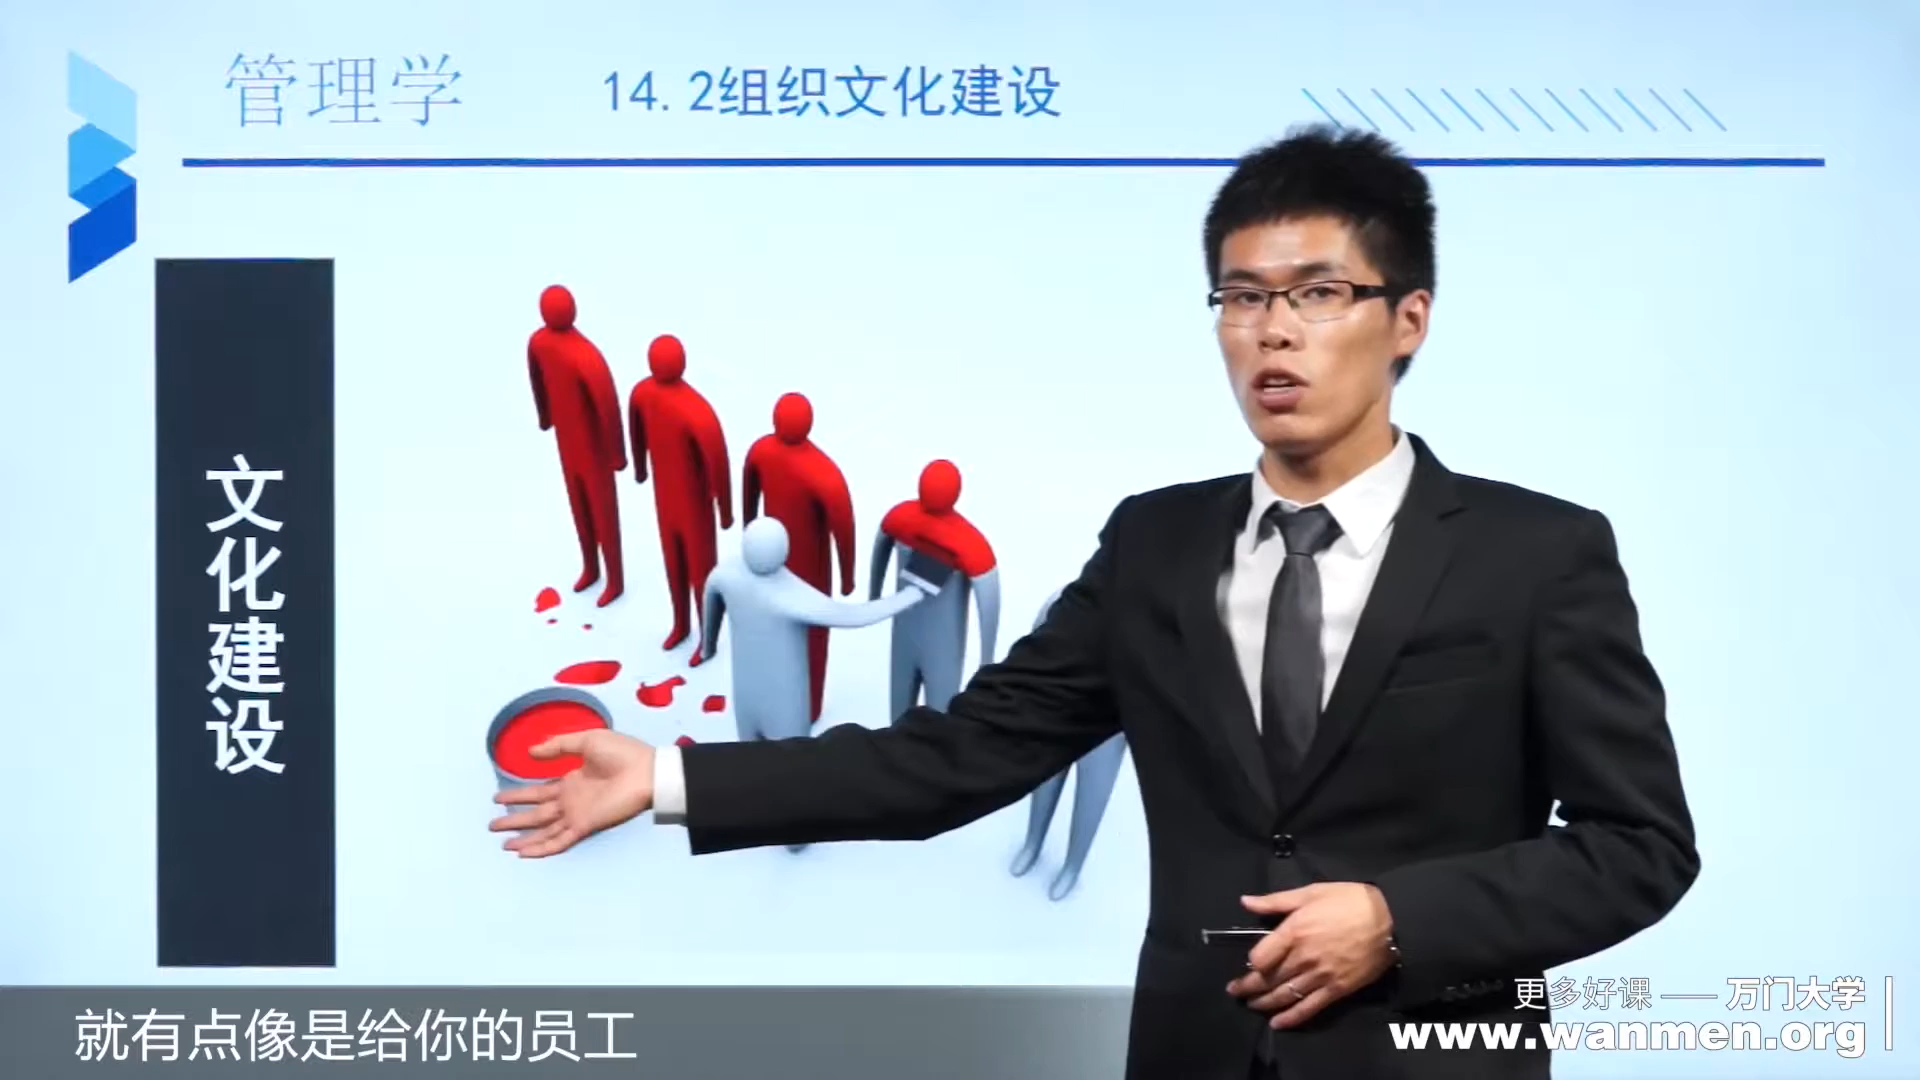 管理学
14.2组织文化建设
文化建设
就有点像是给你的员工
更多好课 —— 万门大学
www.wanmen.org